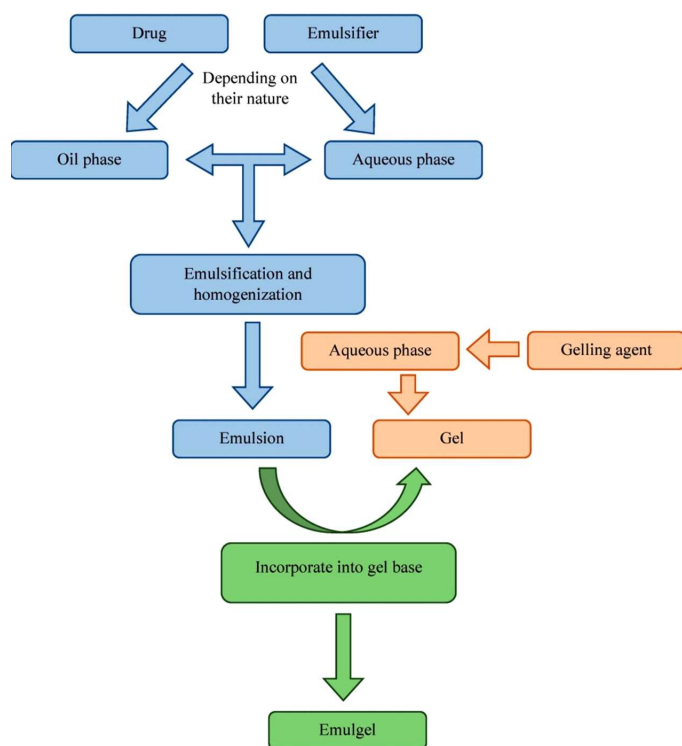 Drug
Emulsifier
Depending on
their nature
Oil phase
Aqueous phase
Emulsification and
homogenization
Aqueous phase
Gelling agent
Emulsion
Gel
Incorporate into gel base
Emulgel